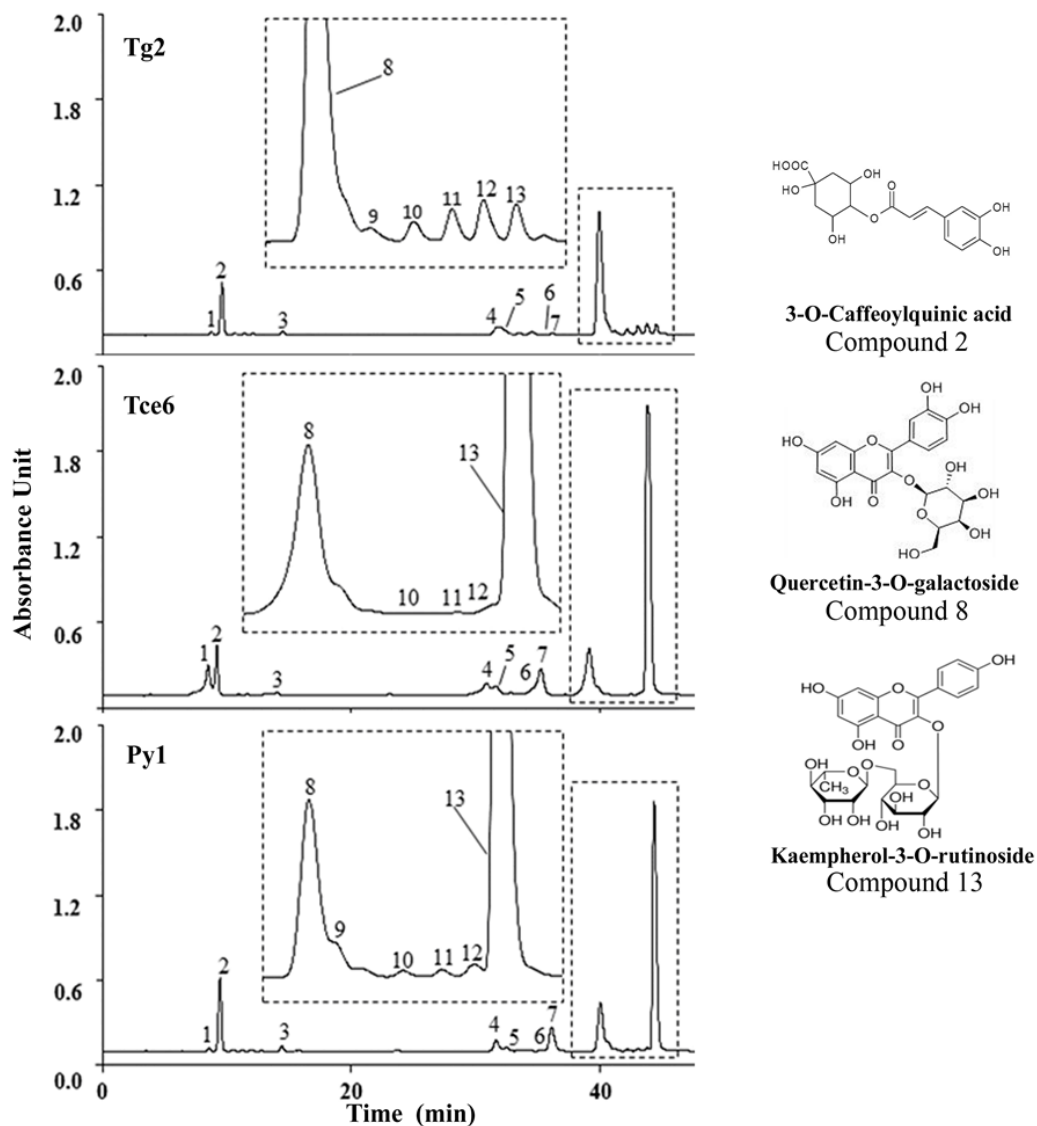 Absorbance Unit
2.0
1.8
1.2
0.6
Tg2
8
9 10 11 12 13
1 2 3 4 5 6 7
2.0
1.8
1.2
0.6
Tce6
8
13
10 11 12
1 2 3 4 5 6 7
2.0
1.8
1.2
0.6
0.0
Py1
8
13
9 10 11 12
1 2 3 4 5 6 7
0 20 40
Time (min)
HOOC
HO
OH
OH
O
O
OH
OH
3-O-Caffeoylquinic acid
Compound 2
OH
OH
HO
O
OH
O
O
HO
OH
O
OH
HO
OH
Quercetin-3-O-galactoside
Compound 8
OH
HO
O
OH
O
O
HO
O
O
CH3
HO
OH
OH
HO
HO
O
O
OH
Kaempherol-3-O-rutinoside
Compound 13